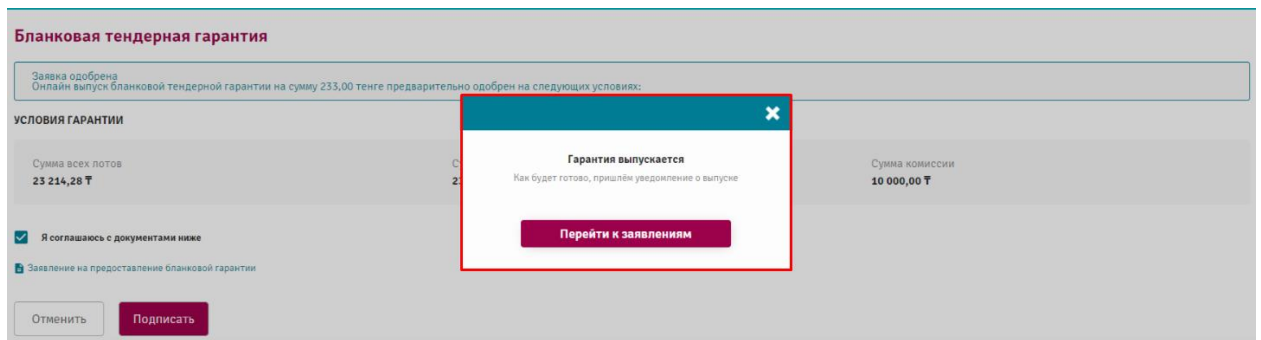 Бланковая тендерная гарантия
Заявка одобрена
Онлайн выпуск бланковой тендерной гарантии на сумму 233,00 тенге предварительно одобрен на следующих условиях:
УСЛОВИЯ ГАРАНТИИ
Гарантия выпускается
Как будет готово, пришлём уведомление о выпуске
Перейти к заявлениям
Сумма всех лотов
Сумма комиссии
23 214,28 ₸
10 000,00 ₸
Я соглашаюсь с документами ниже
Заявление на предоставление бланковой гарантии
Отменить
Подписать